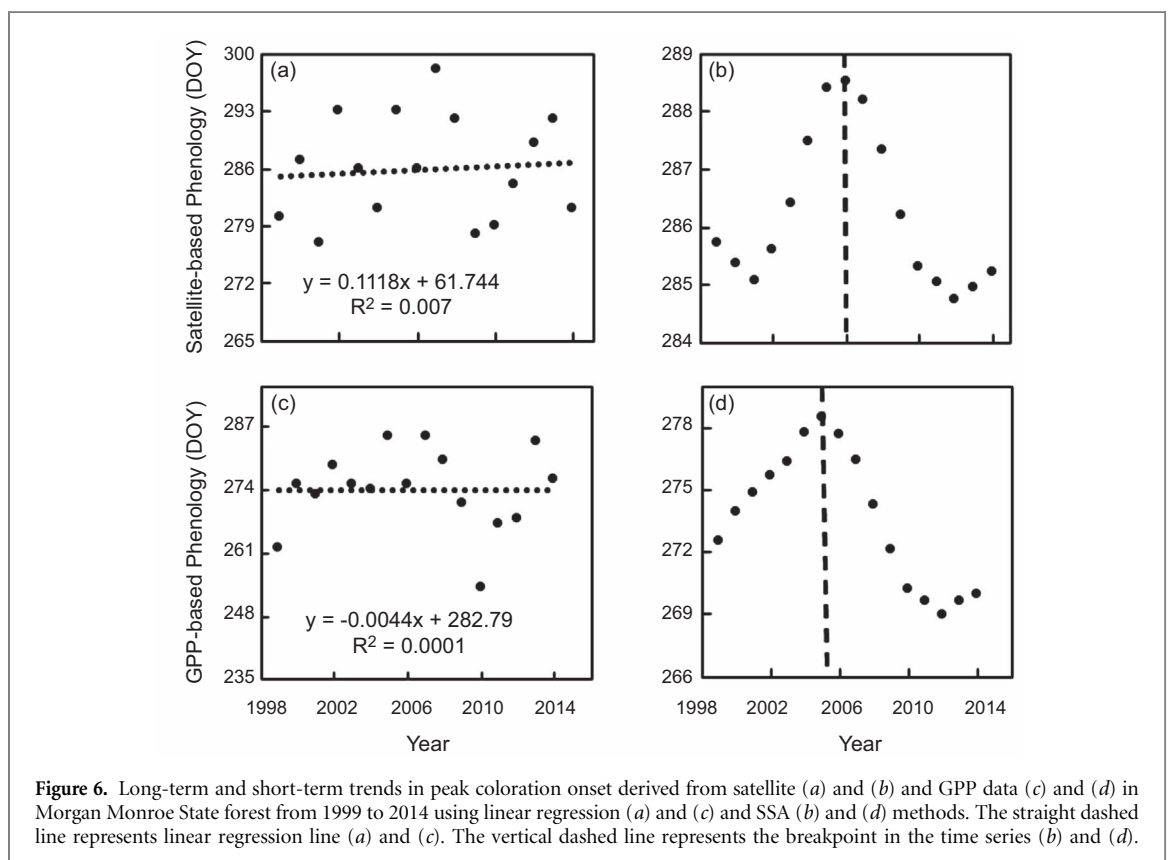 300
293
286
279
272
265
Satellite-based Phenology (DOY)
(a)
y = 0.1118x + 61.744
R² = 0.007
289
288
287
286
285
284
(b)
287
274
261
248
235
GPP-based Phenology (DOY)
(c)
y = -0.0044x + 282.79
R² = 0.0001
1998 2002 2006 2010 2014
Year
278
275
272
269
266
(d)
1998 2002 2006 2010 2014
Year
Figure 6. Long-term and short-term trends in peak coloration onset derived from satellite (a) and (b) and GPP data (c) and (d) in
Morgan Monroe State forest from 1999 to 2014 using linear regression (a) and (c) and SSA (b) and (d) methods. The straight dashed
line represents linear regression line (a) and (c). The vertical dashed line represents the breakpoint in the time series (b) and (d).